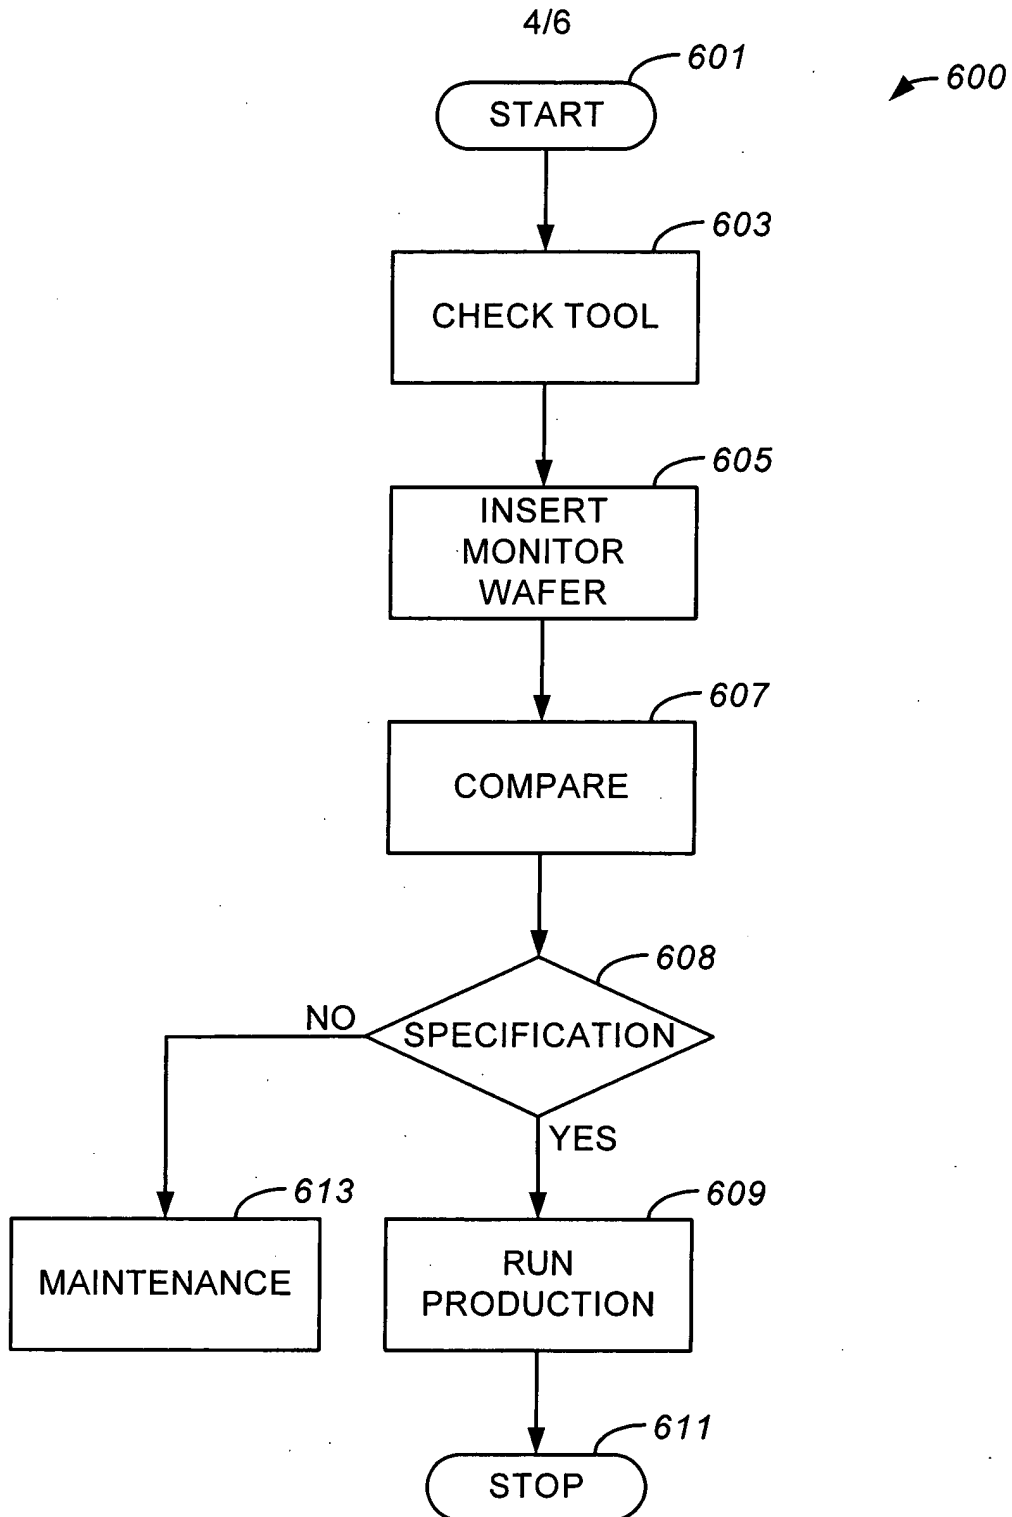 4/6
601
600
START
603
CHECK TOOL
605
INSERT
MONITOR
WAFER
607
COMPARE
608
NO
SPECIFICATION
YES
613
609
MAINTENANCE
RUN
PRODUCTION
611
STOP